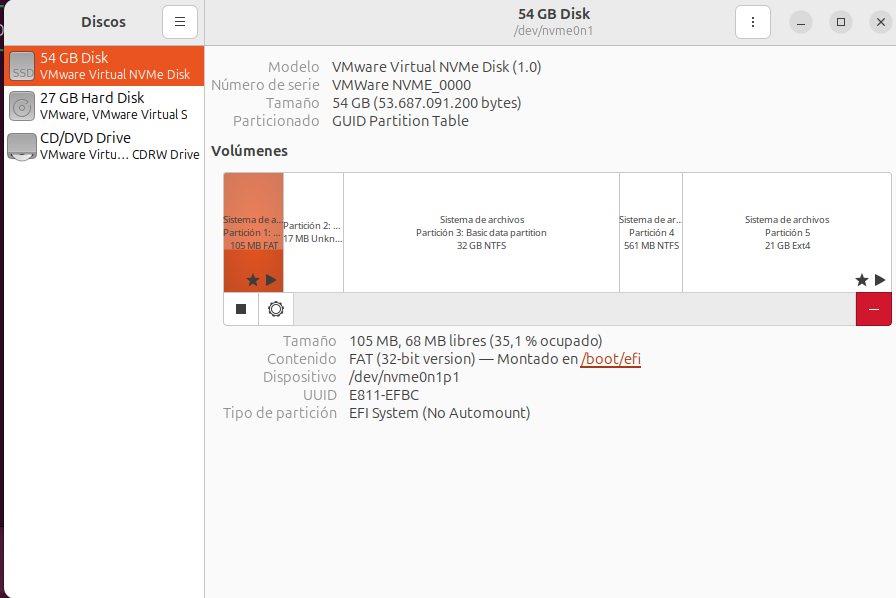 Discos
54 GB Disk
/dev/nvme0n1
SSD
54 GB Disk
VMware Virtual NVMe Disk
27 GB Hard Disk
VMware, VMware Virtual S
CD/DVD Drive
VMware Virtu… CDRW Drive
Modelo VMware Virtual NVMe Disk (1.0)
Número de serie VMWare NVME_0000
Tamaño 54 GB (53.687.091.200 bytes)
Particionado GUID Partition Table
Volúmenes
Sistema de a…
Partición 1: …
105 MB FAT
Partición 2: …
17 MB Unkn…
Sistema de archivos
Partición 3: Basic data partition
32 GB NTFS
Sistema de ar…
Partición 4
561 MB NTFS
Sistema de archivos
Partición 5
21 GB Ext4
Tamaño 105 MB, 68 MB libres (35,1 % ocupado)
Contenido FAT (32-bit version) — Montado en /boot/efi
Dispositivo /dev/nvme0n1p1
UUID E811-EFBC
Tipo de partición EFI System (No Automount)